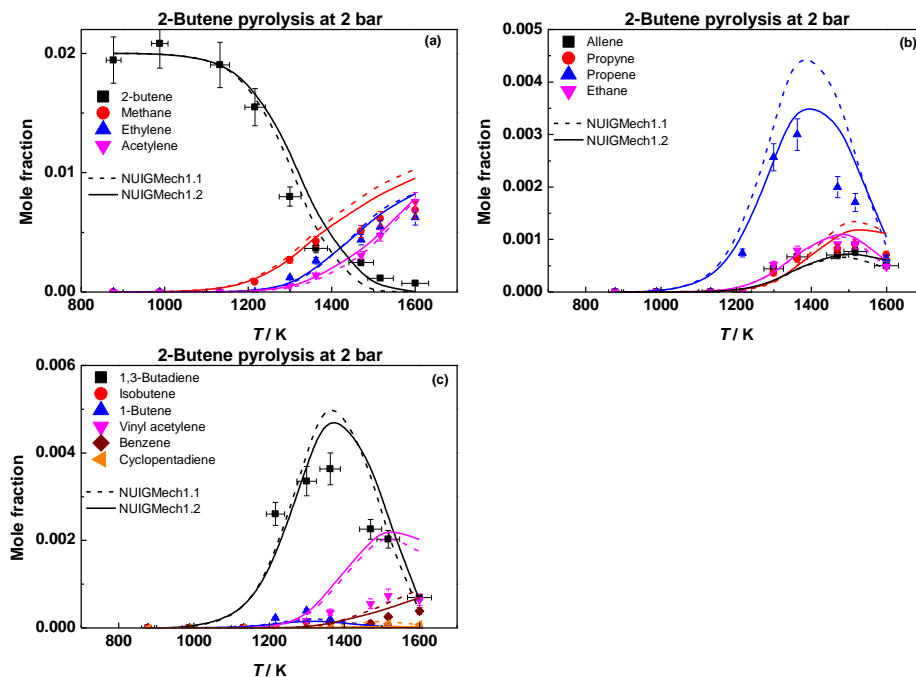 2-Butene pyrolysis at 2 bar
(a)
0.02
0.01
0.00
Mole fraction
2-butene
Methane
Ethylene
Acetylene
NUIGMech1.1
NUIGMech1.2
800 1000 1200 1400 1600
T / K
2-Butene pyrolysis at 2 bar
(b)
0.005
0.004
0.003
0.002
0.001
0.000
Mole fraction
Allene
Propyne
Propene
Ethane
NUIGMech1.1
NUIGMech1.2
800 1000 1200 1400 1600
T / K
2-Butene pyrolysis at 2 bar
(c)
0.006
0.004
0.002
0.000
Mole fraction
1,3-Butadiene
Isobutene
1-Butene
Vinyl acetylene
Benzene
Cyclopentadiene
NUIGMech1.1
NUIGMech1.2
800 1000 1200 1400 1600
T / K